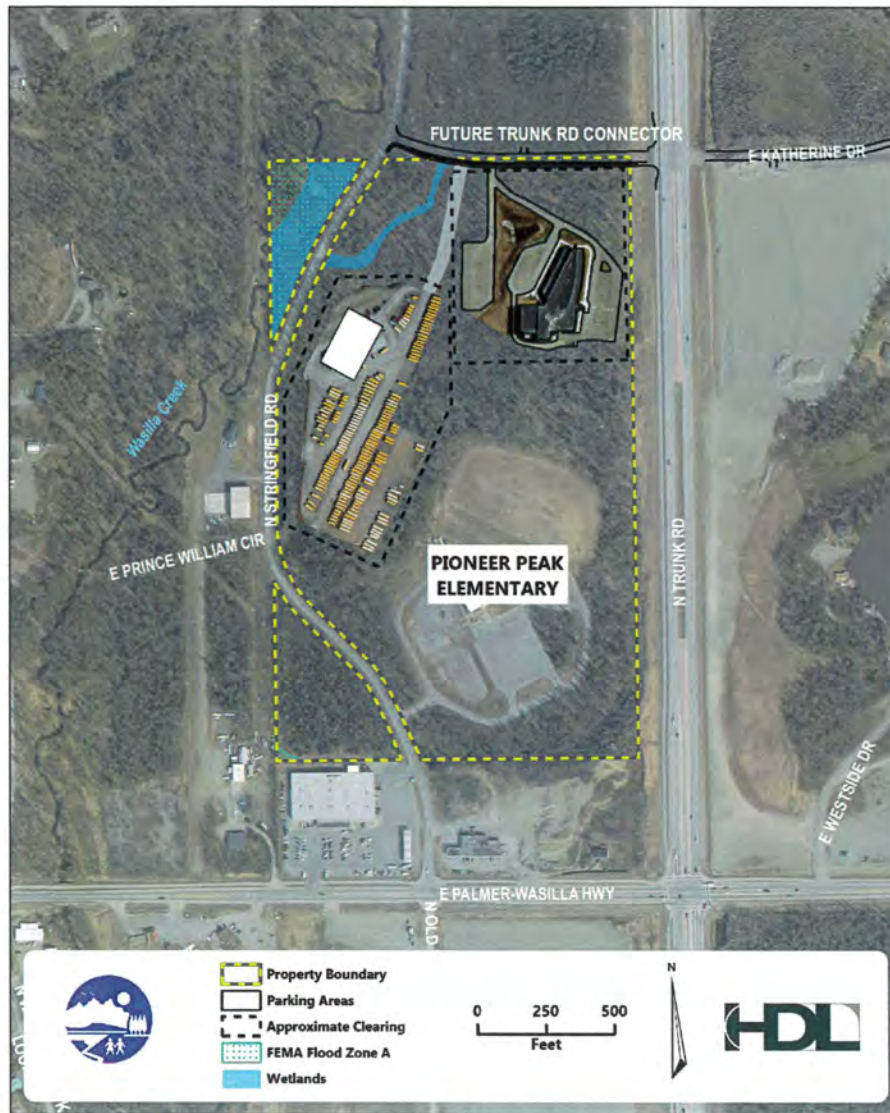 FUTURE TRUNK RD CONNECTOR
E KATHERINE DR
Wasilla Creek
N STRINGFIELD RD
E PRINCE WILLIAM CIR
PIONEER PEAK
ELEMENTARY
N TRUNK RD
E WESTSIDE DR
E PALMER-WASILLA HWY
N OLD
Property Boundary
Parking Areas
Approximate Clearing
FEMA Flood Zone A
Wetlands
0 250 500
Feet
N
HDL